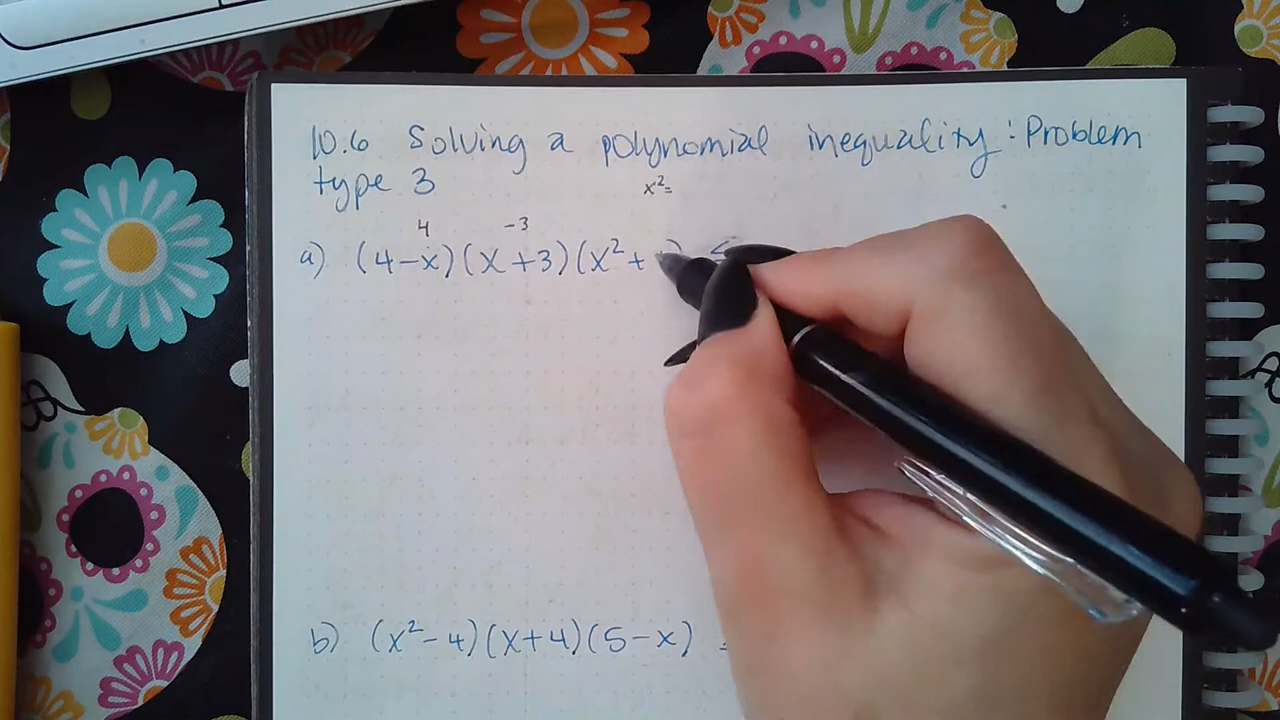 10.6 Solving a polynomial inequality: Problem
type 3
x²=
4 -3
a) (4-x)(x+3)(x²+ ) ≤
b) (x²-4)(x+4)(5-x)